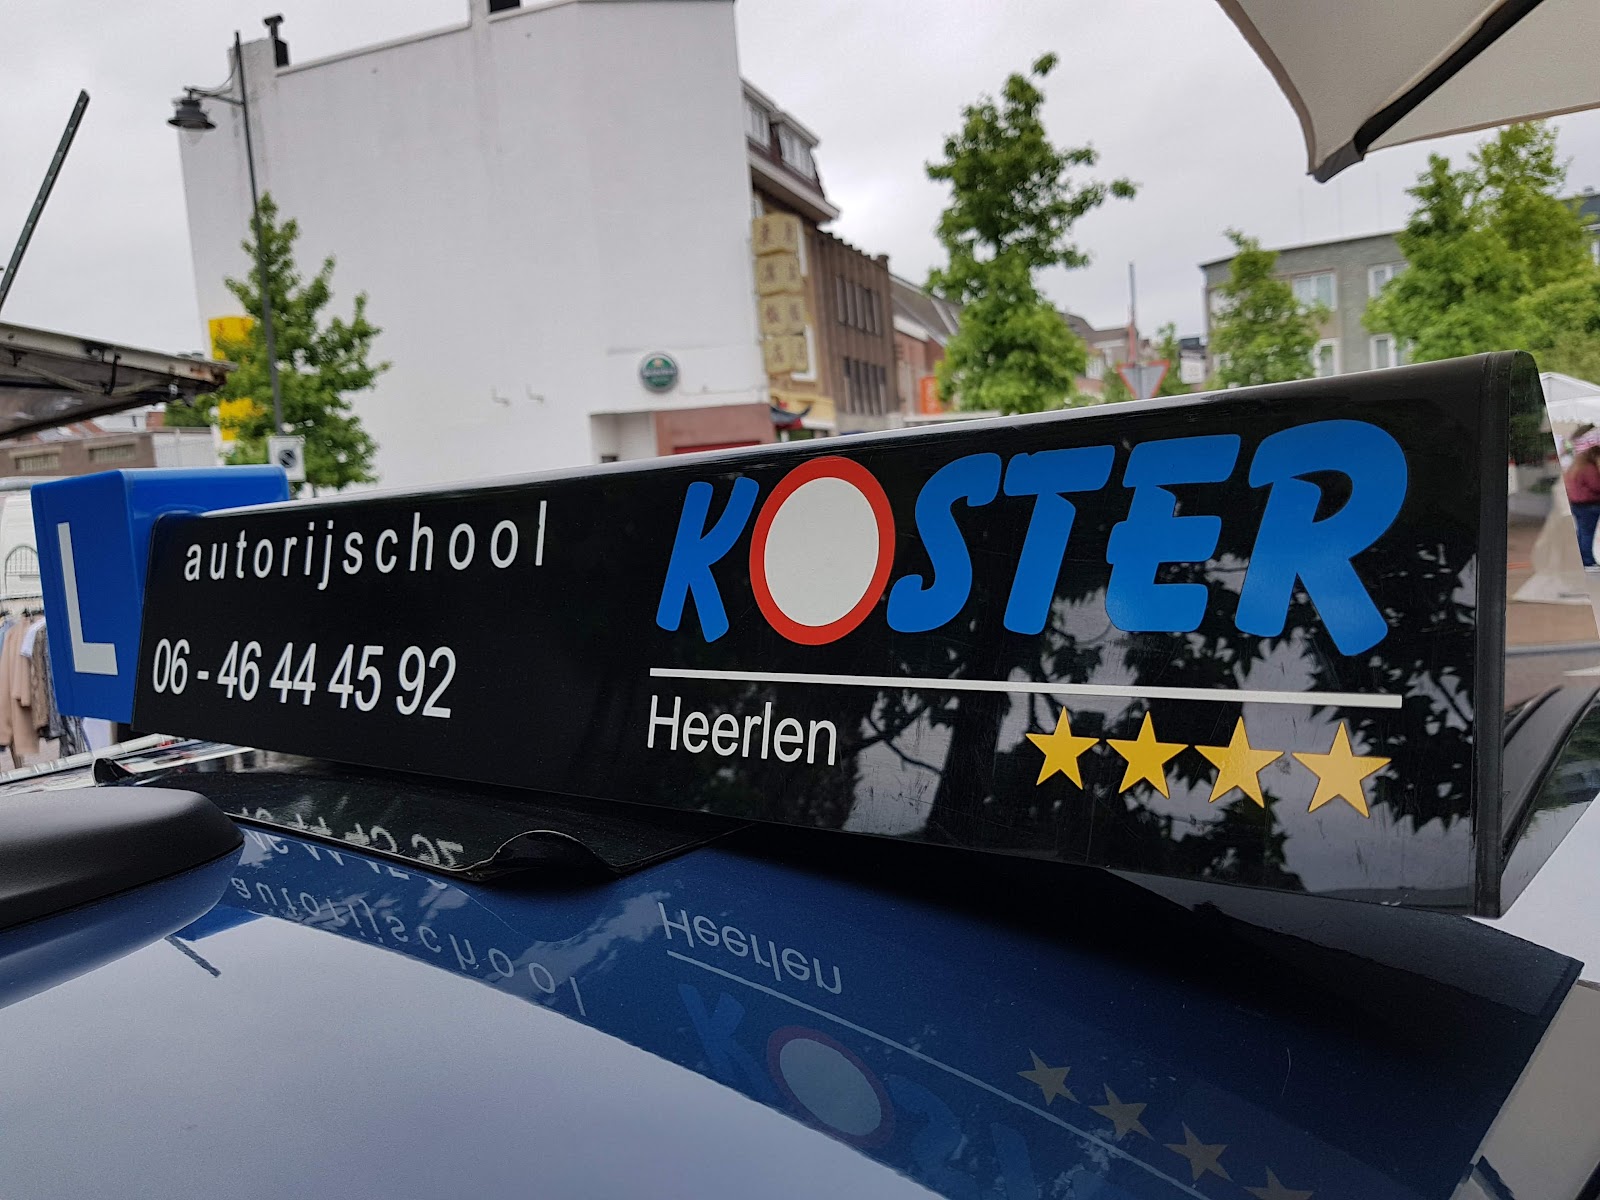 L
autorijschool
06 - 46 44 45 92
KOSTER
Heerlen